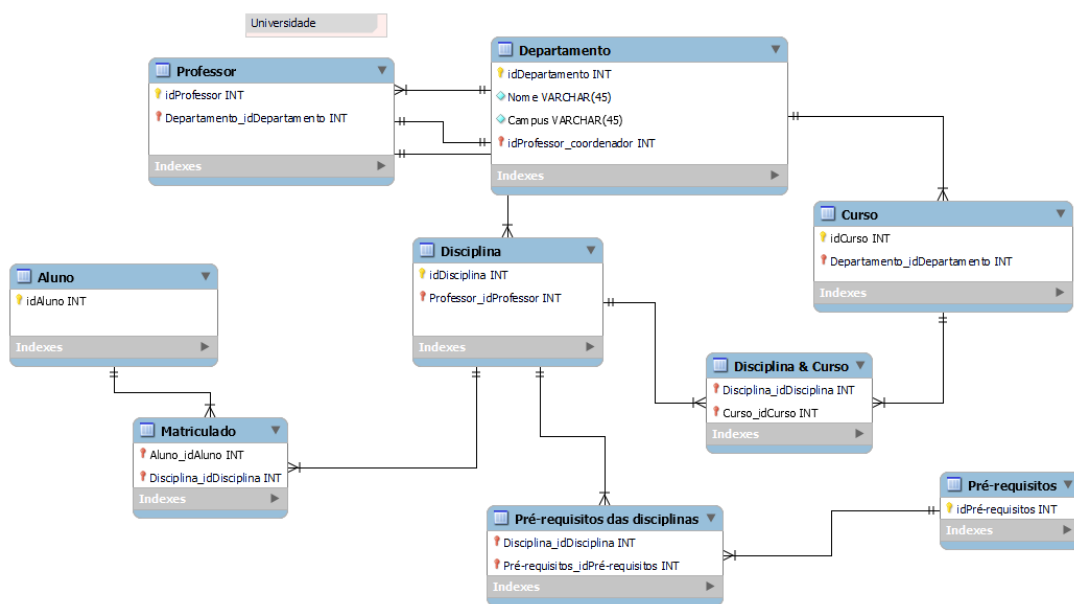 Universidade
Professor
idProfessor INT
Departamento_idDepartamento INT
Indexes
Departamento
idDepartamento INT
Nome VARCHAR(45)
Campus VARCHAR(45)
idProfessor_coordenador INT
Indexes
Curso
idCurso INT
Departamento_idDepartamento INT
Indexes
Disciplina
idDisciplina INT
Professor_idProfessor INT
Indexes
Aluno
idAluno INT
Indexes
Disciplina & Curso
Disciplina_idDisciplina INT
Curso_idCurso INT
Indexes
Matriculado
Aluno_idAluno INT
Disciplina_idDisciplina INT
Indexes
Pré-requisitos
idPré-requisitos INT
Indexes
Pré-requisitos das disciplinas
Disciplina_idDisciplina INT
Pré-requisitos_idPré-requisitos INT
Indexes